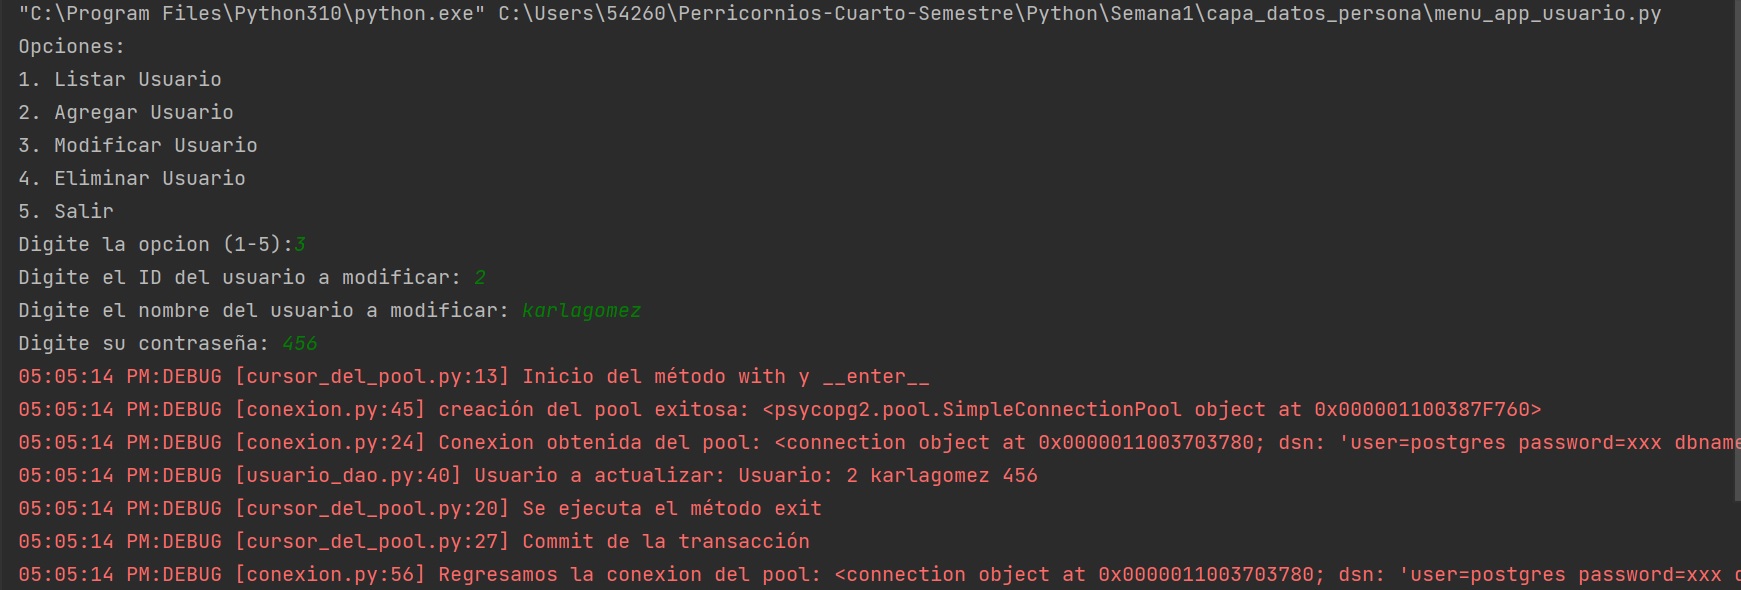 "C:\Program Files\Python310\python.exe" C:\Users\54260\Perricornios-Cuarto-Semestre\Python\Semana1\capa_datos_persona\menu_app_usuario.py
Opciones:
1. Listar Usuario
2. Agregar Usuario
3. Modificar Usuario
4. Eliminar Usuario
5. Salir
Digite la opcion (1-5):3
Digite el ID del usuario a modificar: 2
Digite el nombre del usuario a modificar: karlagomez
Digite su contraseña: 456
05:05:14 PM:DEBUG [cursor_del_pool.py:13] Inicio del método with y __enter__
05:05:14 PM:DEBUG [conexion.py:45] creación del pool exitosa: <psycopg2.pool.SimpleConnectionPool object at 0x000001100387F760>
05:05:14 PM:DEBUG [conexion.py:24] Conexion obtenida del pool: <connection object at 0x0000011003703780; dsn: 'user=postgres password=xxx dbname
05:05:14 PM:DEBUG [usuario_dao.py:40] Usuario a actualizar: Usuario: 2 karlagomez 456
05:05:14 PM:DEBUG [cursor_del_pool.py:20] Se ejecuta el método exit
05:05:14 PM:DEBUG [cursor_del_pool.py:27] Commit de la transacción
05:05:14 PM:DEBUG [conexion.py:56] Regresamos la conexion del pool: <connection object at 0x0000011003703780; dsn: 'user=postgres password=xxx